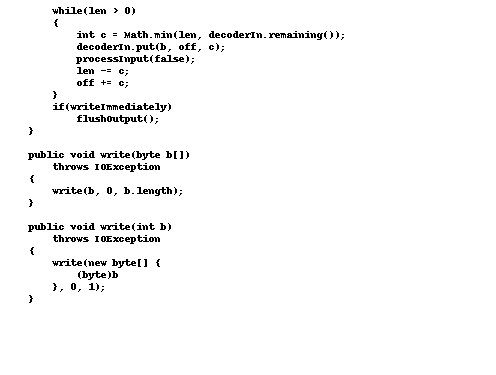 while(len > 0)
{
int c = Math.min(len, decoderIn.remaining());
decoderIn.put(b, off, c);
processInput(false);
len -= c;
off += c;
}
if(writeImmediately)
flushOutput();
}
public void write(byte b[])
throws IOException
{
write(b, 0, b.length);
}
public void write(int b)
throws IOException
{
write(new byte[] {
(byte)b
}, 0, 1);
}